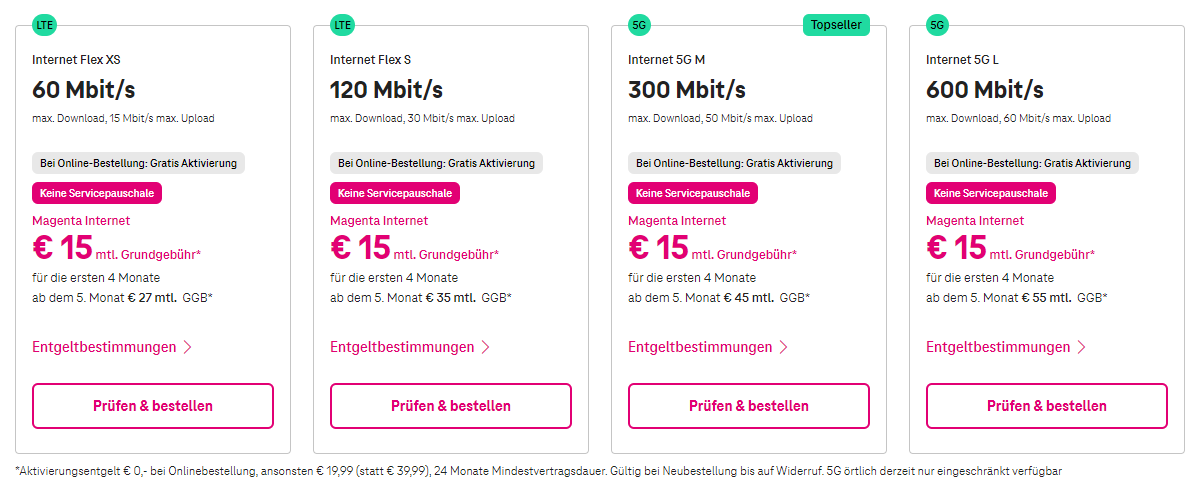 LTE
Internet Flex XS
60 Mbit/s
max. Download, 15 Mbit/s max. Upload
Bei Online-Bestellung: Gratis Aktivierung
Keine Servicepauschale
Magenta Internet
€ 15 mtl. Grundgebühr*
für die ersten 4 Monate
ab dem 5. Monat € 27 mtl. GGB*
Entgeltbestimmungen
Prüfen & bestellen
LTE
Internet Flex S
120 Mbit/s
max. Download, 30 Mbit/s max. Upload
Bei Online-Bestellung: Gratis Aktivierung
Keine Servicepauschale
Magenta Internet
€ 15 mtl. Grundgebühr*
für die ersten 4 Monate
ab dem 5. Monat € 35 mtl. GGB*
Entgeltbestimmungen
Prüfen & bestellen
5G
Topseller
Internet 5G M
300 Mbit/s
max. Download, 50 Mbit/s max. Upload
Bei Online-Bestellung: Gratis Aktivierung
Keine Servicepauschale
Magenta Internet
€ 15 mtl. Grundgebühr*
für die ersten 4 Monate
ab dem 5. Monat € 45 mtl. GGB*
Entgeltbestimmungen
Prüfen & bestellen
5G
Internet 5G L
600 Mbit/s
max. Download, 60 Mbit/s max. Upload
Bei Online-Bestellung: Gratis Aktivierung
Keine Servicepauschale
Magenta Internet
€ 15 mtl. Grundgebühr*
für die ersten 4 Monate
ab dem 5. Monat € 55 mtl. GGB*
Entgeltbestimmungen
Prüfen & bestellen
*Aktivierungsentgelt € 0,- bei Onlinebestellung, ansonsten € 19,99 (statt € 39,99), 24 Monate Mindestvertragsdauer. Gültig bei Neubestellung bis auf Widerruf. 5G örtlich derzeit nur eingeschränkt verfügbar